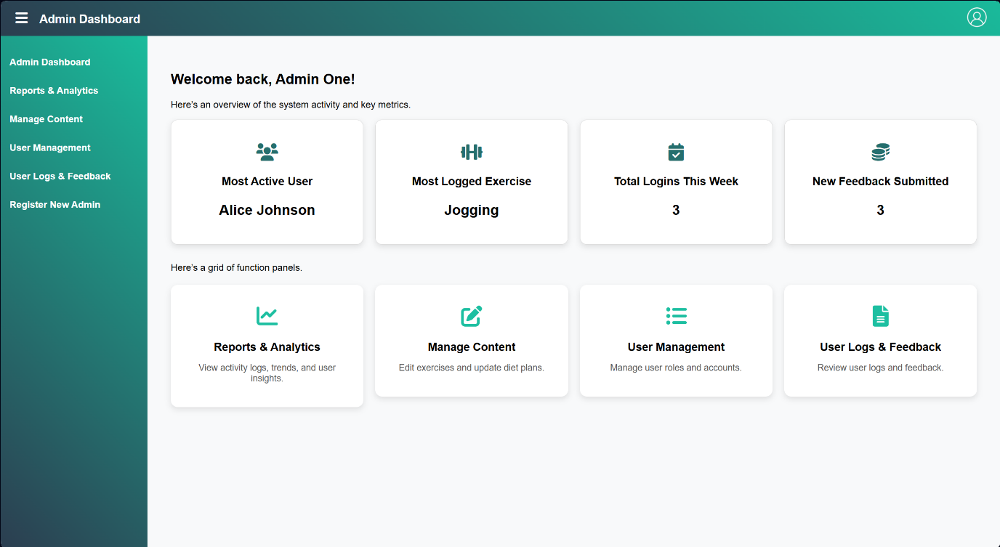 Admin Dashboard
Admin Dashboard
Reports & Analytics
Manage Content
User Management
User Logs & Feedback
Register New Admin
Welcome back, Admin One!
Here's an overview of the system activity and key metrics.
Most Active User
Alice Johnson
Most Logged Exercise
Jogging
Total Logins This Week
3
New Feedback Submitted
3
Here's a grid of function panels.
Reports & Analytics
View activity logs, trends, and user
insights.
Manage Content
Edit exercises and update diet plans.
User Management
Manage user roles and accounts.
User Logs & Feedback
Review user logs and feedback.